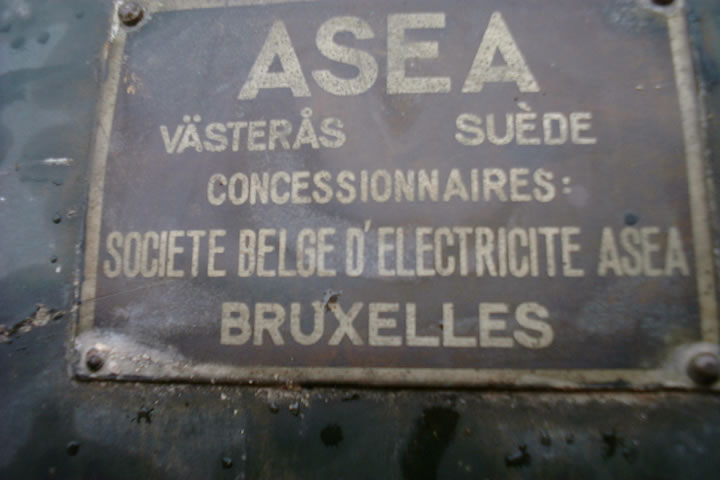 ASEA
VÄSTERÅS SUÈDE
CONCESSIONNAIRES:
SOCIETE BELGE D'ELECTRICITE ASEA
BRUXELLES